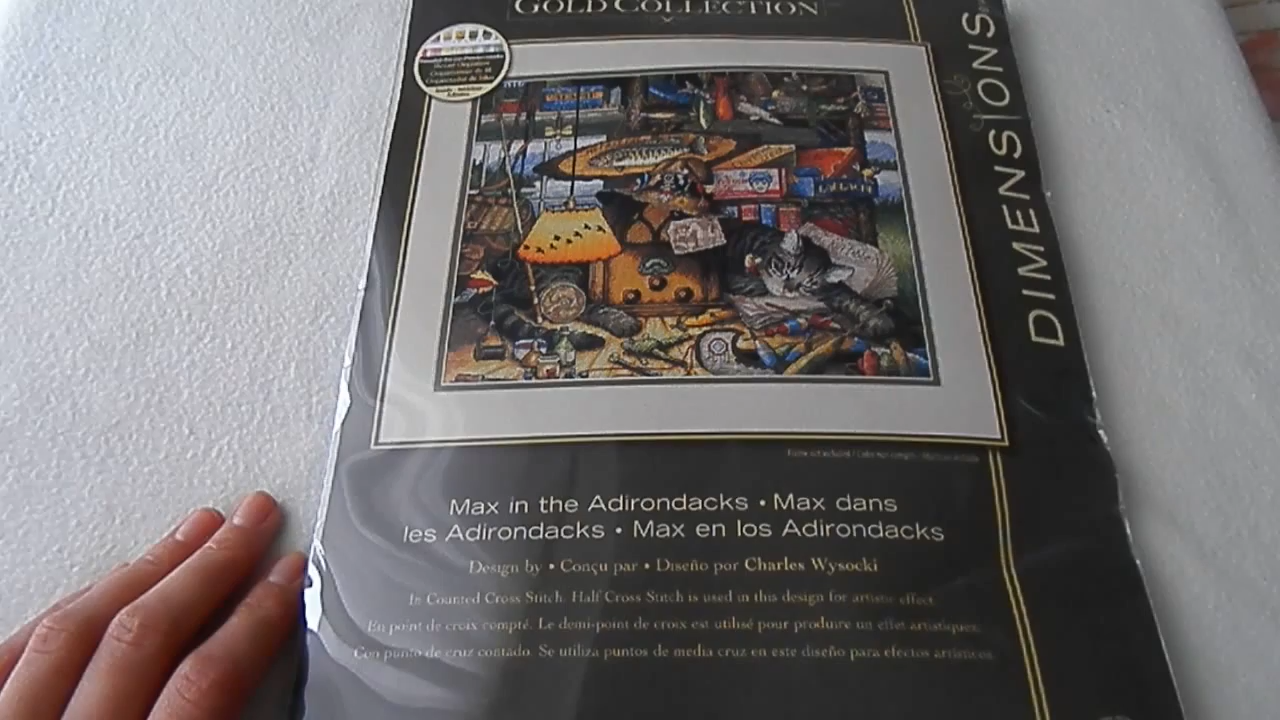 GOLD COLLECTION
DIMENSIONS
Max in the Adirondacks • Max dans
les Adirondacks • Max en los Adirondacks
Design by • Conçu par • Diseño por Charles Wysocki
In Counted Cross Stitch. Half Cross Stitch is used in this design for artistic effect.
En point de croix compté. Le demi-point de croix est utilisé pour produire un effet artistique.
Con punto de cruz contado. Se utiliza puntos de media cruz en este diseño para efectos artísticos.